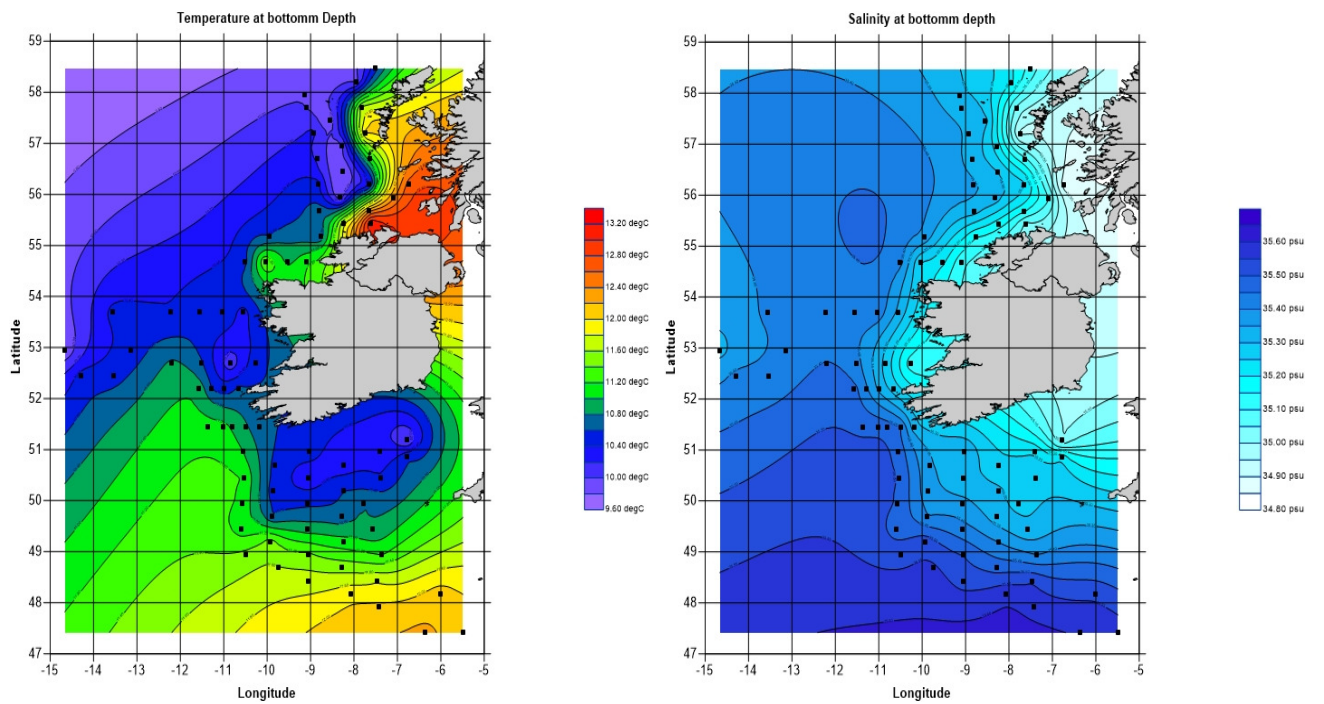 Temperature at bottomm Depth
59
58
57
56
55
54
53
52
51
50
49
48
47
Latitude
-15 -14 -13 -12 -11 -10 -9 -8 -7 -6 -5
Longitude
13.20 degC
12.80 degC
12.40 degC
12.00 degC
11.60 degC
11.20 degC
10.80 degC
10.40 degC
10.00 degC
9.60 degC
Salinity at bottomm depth
59
58
57
56
55
54
53
52
51
50
49
48
47
Latitude
-15 -14 -13 -12 -11 -10 -9 -8 -7 -6 -5
Longitude
35.60 psu
35.50 psu
35.40 psu
35.30 psu
35.20 psu
35.10 psu
35.00 psu
34.90 psu
34.80 psu